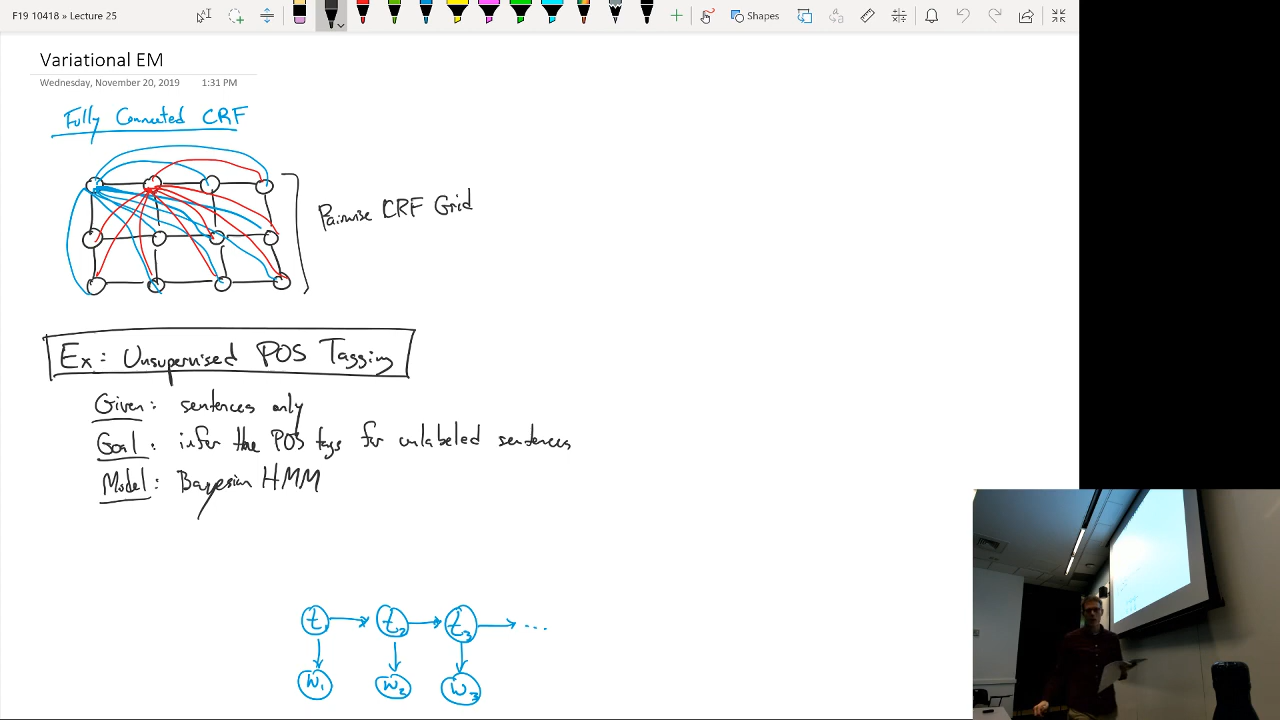 F19 10418 » Lecture 25
Shapes
Variational EM
Wednesday, November 20, 2019 1:31 PM
Fully Connected CRF
Pairwise CRF Grid
Ex: Unsupervised POS Tagging
Given: sentences only
Goal: infer the POS tags for unlabeled sentences
Model: Bayesian HMM
t₁ t₂ t₃ ...
W₁ W₂ W₃